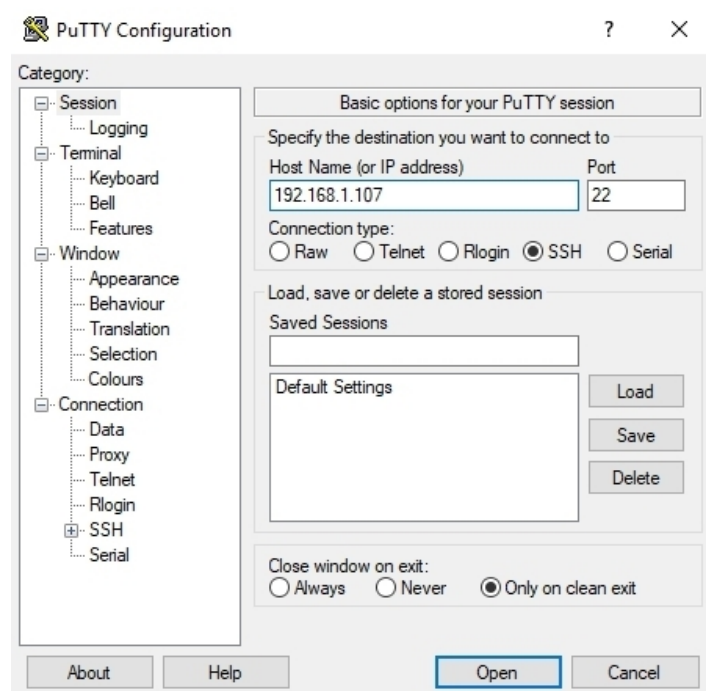 PuTTY Configuration
?
Category:
Session
Logging
Terminal
Keyboard
Bell
Features
Window
Appearance
Behaviour
Translation
Selection
Colours
Connection
Data
Proxy
Telnet
Rlogin
SSH
Serial
Basic options for your PuTTY session
Specify the destination you want to connect to
Host Name (or IP address) Port
192.168.1.107 22
Connection type:
Raw Telnet Rlogin SSH Serial
Load, save or delete a stored session
Saved Sessions
Default Settings
Load
Save
Delete
Close window on exit:
Always Never Only on clean exit
About Help Open Cancel